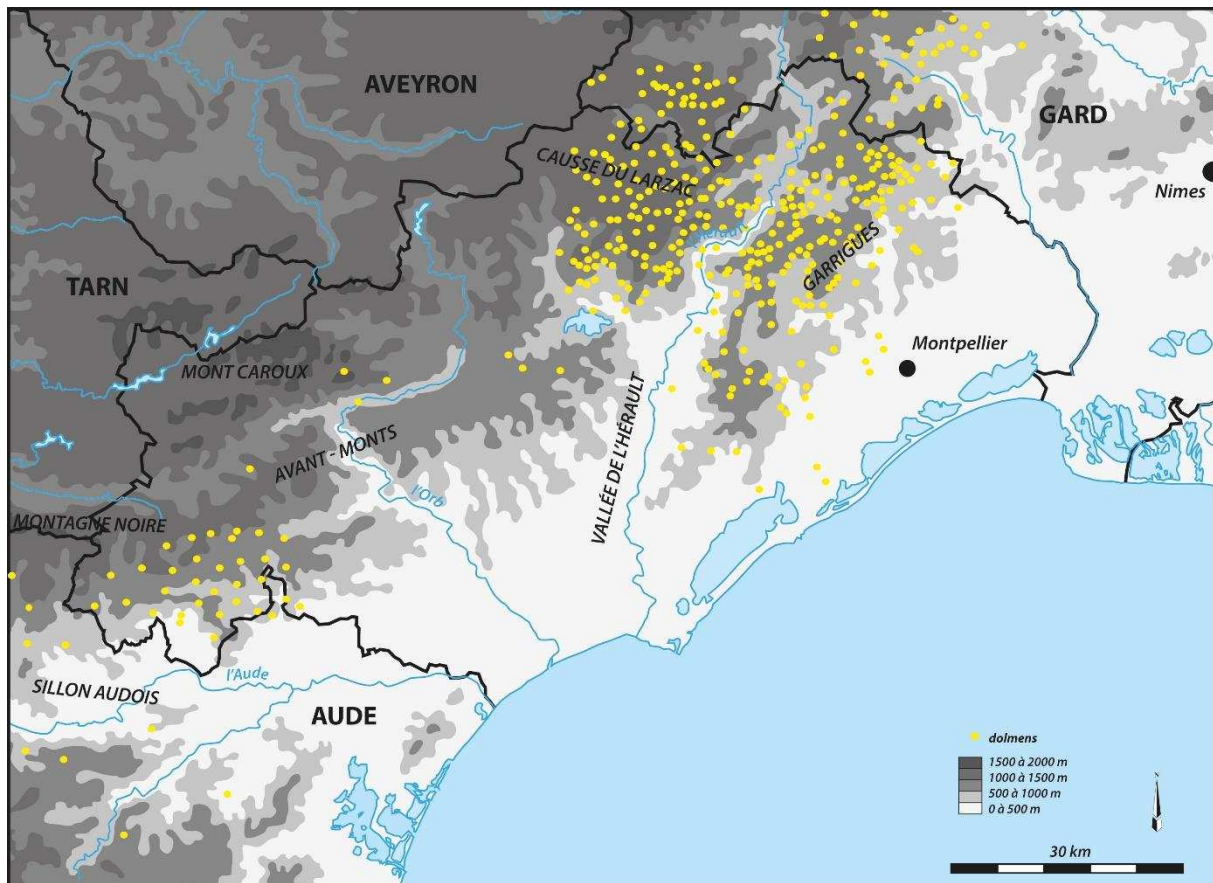 AVEYRON
GARD
CAUSSE DU LARZAC
Nimes
l'Hérault
TARN
GARRIGUES
Montpellier
MONT CAROUX
AVANT - MONTS
VALLÉE DE L'HÉRAULT
l'Orb
MONTAGNE NOIRE
l'Aude
SILLON AUDOIS
AUDE
dolmens
1500 à 2000 m
1000 à 1500 m
500 à 1000 m
0 à 500 m
30 km